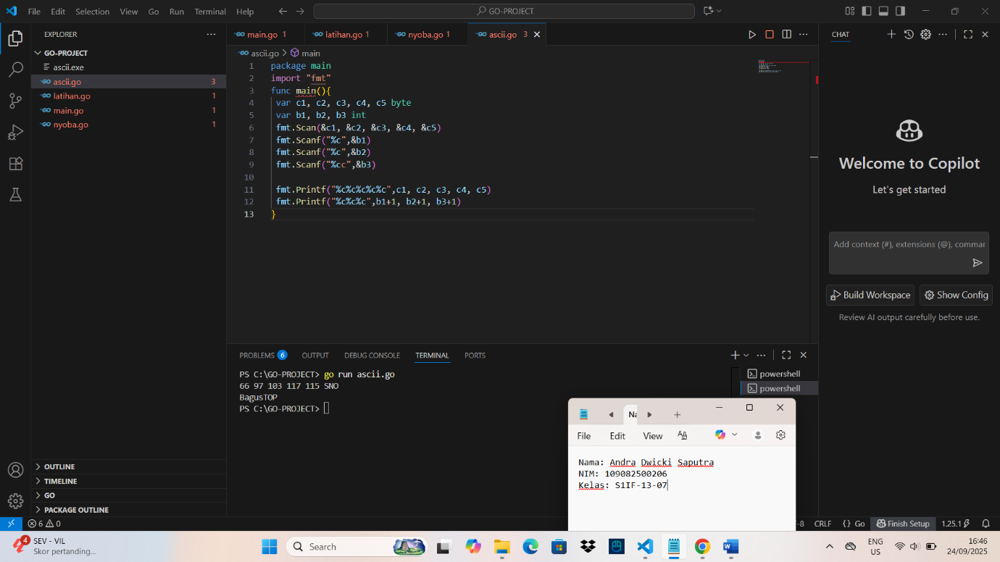 File Edit Selection View Go Run Terminal Help
GO-PROJECT
EXPLORER
GO-PROJECT
ascii.exe
ascii.go 3
latihan.go 1
main.go 1
nyoba.go 1
OUTLINE
TIMELINE
GO
PACKAGE OUTLINE
main.go 1 latihan.go 1 nyoba.go 1 ascii.go 3
ascii.go main
1 package main
2 import "fmt"
3 func main(){
4 var c1, c2, c3, c4, c5 byte
5 var b1, b2, b3 int
6 fmt.Scan(&c1, &c2, &c3, &c4, &c5)
7 fmt.Scanf("%c",&b1)
8 fmt.Scanf("%c",&b2)
9 fmt.Scanf("%cc",&b3)
10
11 fmt.Printf("%c%c%c%c%c",c1, c2, c3, c4, c5)
12 fmt.Printf("%c%c%c",b1+1, b2+1, b3+1)
13 }
PROBLEMS 6 OUTPUT DEBUG CONSOLE TERMINAL PORTS
PS C:\GO-PROJECT> go run ascii.go
66 97 103 117 115 SNO
BagusTOP
PS C:\GO-PROJECT>
powershell
powershell
CHAT
Welcome to Copilot
Let's get started
Add context (#), extensions (@), commar
Build Workspace Show Config
Review AI output carefully before use.
File Edit View
Nama: Andra Dwicki Saputra
NIM: 109082500206
Kelas: S1IF-13-07
6 0
CRLF {} Go Finish Setup 1.25.1
4
SEV - VIL
Skor pertanding...
Search
ENG
US
16:46
24/09/2025